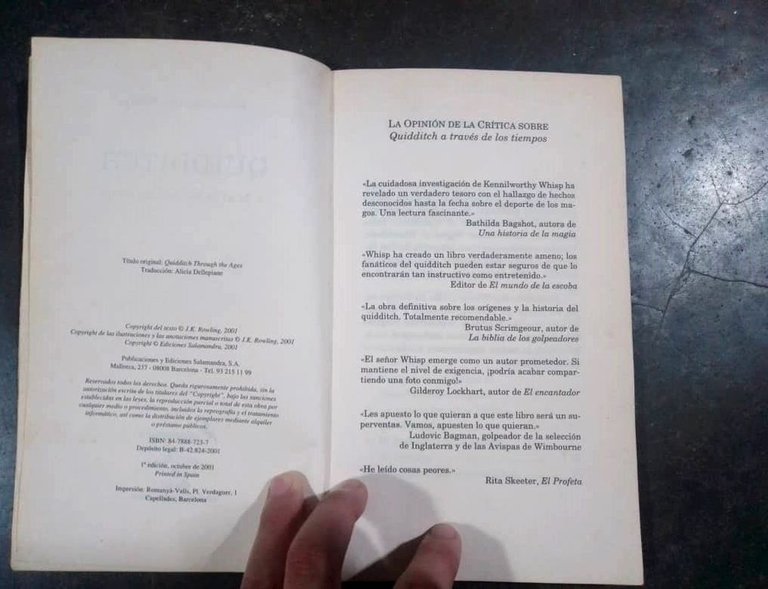 Título original: Quidditch Through the Ages
Traducción: Alicia Dellepiane
Copyright del texto © J.K. Rowling, 2001
Copyright de las ilustraciones y las anotaciones manuscritas © J.K. Rowling, 2001
Copyright © Ediciones Salamandra, 2001
Publicaciones y Ediciones Salamandra, S.A.
Mallorca, 237 - 08008 Barcelona - Tel. 93 215 11 99
Reservados todos los derechos. Queda rigurosamente prohibida, sin la
autorización escrita de los titulares del "Copyright", bajo las sanciones
establecidas en las leyes, la reproducción parcial o total de esta obra por
cualquier medio o procedimiento, incluidos la reprografía y el tratamiento
informático, así como la distribución de ejemplares mediante alquiler
o préstamo públicos.
ISBN: 84-7888-723-7
Depósito legal: B-42.824-2001
1ª edición, octubre de 2001
Printed in Spain
Impresión: Romanyà-Valls, Pl. Verdaguer, 1
Capellades, Barcelona
LA OPINIÓN DE LA CRÍTICA SOBRE
Quidditch a través de los tiempos
«La cuidadosa investigación de Kennilworthy Whisp ha
revelado un verdadero tesoro con el hallazgo de hechos
desconocidos hasta la fecha sobre el deporte de los ma-
gos. Una lectura fascinante.»
Bathilda Bagshot, autora de
Una historia de la magia
«Whisp ha creado un libro verdaderamente ameno; los
fanáticos del quidditch pueden estar seguros de que lo
encontrarán tan instructivo como entretenido.»
Editor de El mundo de la escoba
«La obra definitiva sobre los orígenes y la historia del
quidditch. Totalmente recomendable.»
Brutus Scrimgeour, autor de
La biblia de los golpeadores
«El señor Whisp emerge como un autor prometedor. Si
mantiene el nivel de exigencia, ¡podría acabar compar-
tiendo una foto conmigo!»
Gilderoy Lockhart, autor de El encantador
«Les apuesto lo que quieran a que este libro será un su-
perventas. Vamos, apuesten lo que quieran.»
Ludovic Bagman, golpeador de la selección
de Inglaterra y de las Avispas de Wimbourne
«He leído cosas peores.»
Rita Skeeter, El Profeta